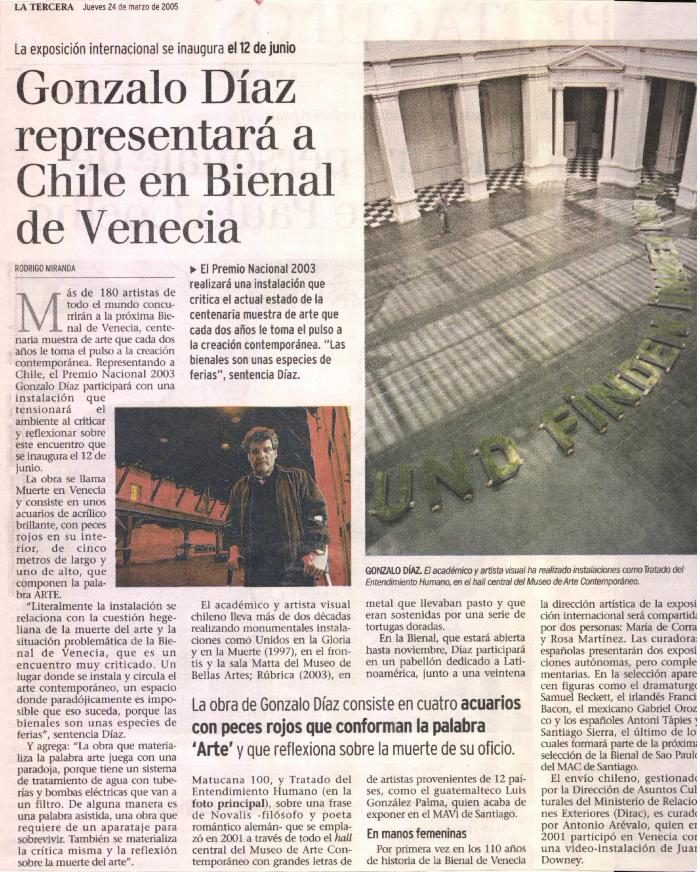 LA TERCERA Jueves 24 de marzo de 2005
La exposición internacional se inaugura el 12 de junio
Gonzalo Díaz
representará a
Chile en Bienal
de Venecia
RODRIGO MIRANDA
Más de 180 artistas de
todo el mundo concu-
rrirán a la próxima Bie-
nal de Venecia, cente-
naria muestra de arte que cada dos
años le toma el pulso a la creación
contemporánea. Representando a
Chile, el Premio Nacional 2003
Gonzalo Díaz participará con una
instalación que
tensionará el
ambiente al criticar
y reflexionar sobre
este encuentro que
se inaugura el 12 de
junio.
La obra se llama
Muerte en Venecia
y consiste en unos
acuarios de acrílico
brillante, con peces
rojos en su inte-
rior, de cinco
metros de largo y
uno de alto, que
componen la pala-
bra ARTE.
"Literalmente la instalación se
relaciona con la cuestión hege-
liana de la muerte del arte y la
situación problemática de la Bie-
nal de Venecia, que es un
encuentro muy criticado. Un
lugar donde se instala y circula el
arte contemporáneo, un espacio
donde paradójicamente es impo-
sible que eso suceda, porque las
bienales son unas especies de
ferias", sentencia Díaz.
Y agrega: "La obra que materia-
liza la palabra arte juega con una
paradoja, porque tiene un sistema
de tratamiento de agua con tube-
rías y bombas eléctricas que van a
un filtro. De alguna manera es
una palabra asistida, una obra que
requiere de un aparataje para
sobrevivir. También se materializa
la crítica misma y la reflexión
sobre la muerte del arte".
▶ El Premio Nacional 2003
realizará una instalación que
critica el actual estado de la
centenaria muestra de arte que
cada dos años le toma el pulso a
la creación contemporánea. "Las
bienales son unas especies de
ferias", sentencia Díaz.
UND FINDEN IMMER
GONZALO DÍAZ. El académico y artista visual ha realizado instalaciones como Tratado del
Entendimiento Humano, en el hall central del Museo de Arte Contemporáneo.
El académico y artista visual
chileno lleva más de dos décadas
realizando monumentales instala-
ciones como Unidos en la Gloria
y en la Muerte (1997), en el fron-
tis y la sala Matta del Museo de
Bellas Artes; Rúbrica (2003), en
La obra de Gonzalo Díaz consiste en cuatro acuarios
con peces rojos que conforman la palabra
'Arte' y que reflexiona sobre la muerte de su oficio.
Matucana 100, y Tratado del
Entendimiento Humano (en la
foto principal), sobre una frase
de Novalis -filósofo y poeta
romántico alemán- que se empla-
zó en 2001 a través de todo el hall
central del Museo de Arte Con-
temporáneo con grandes letras de
metal que llevaban pasto y que
eran sostenidas por una serie de
tortugas doradas.
En la Bienal, que estará abierta
hasta noviembre, Díaz participará
en un pabellón dedicado a Lati-
noamérica, junto a una veintena
de artistas provenientes de 12 paí-
ses, como el guatemalteco Luis
González Palma, quien acaba de
exponer en el MAVi de Santiago.
En manos femeninas
Por primera vez en los 110 años
de historia de la Bienal de Venecia
la dirección artística de la exposi
ción internacional será compartida
por dos personas: María de Corra
y Rosa Martínez. Las curadora
españolas presentarán dos exposi
ciones autónomas, pero comple
mentarias. En la selección apare
cen figuras como el dramaturgo
Samuel Beckett, el irlandés Franci
Bacon, el mexicano Gabriel Oroz
co y los españoles Antoni Tàpies y
Santiago Sierra, el último de lo
cuales formará parte de la próxima
selección de la Bienal de Sao Paulo
del MAC de Santiago.
El envío chileno, gestionado
por la Dirección de Asuntos Cul
turales del Ministerio de Relacio
nes Exteriores (Dirac), es curado
por Antonio Arévalo, quien en
2001 participó en Venecia con
una video-instalación de Juan
Downey.